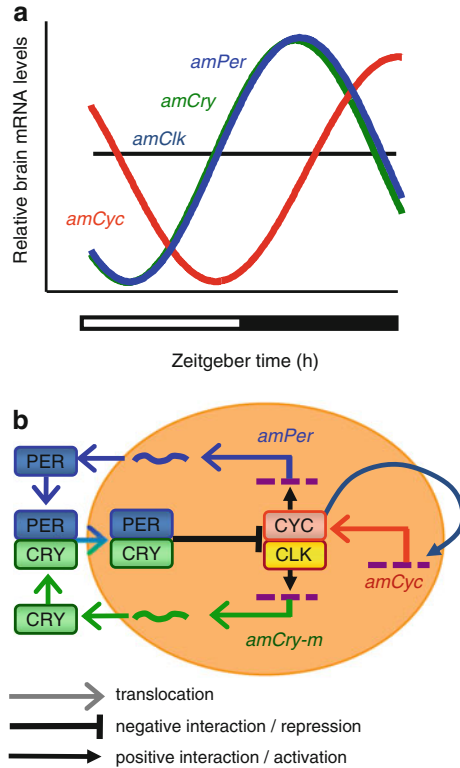 a
Relative brain mRNA levels
amPer
amCry
amClk
amCyc
Zeitgeber time (h)
b
amPer
PER
PER
CRY
PER
CRY
CYC
CLK
amCyc
CRY
amCry-m
translocation
negative interaction / repression
positive interaction / activation